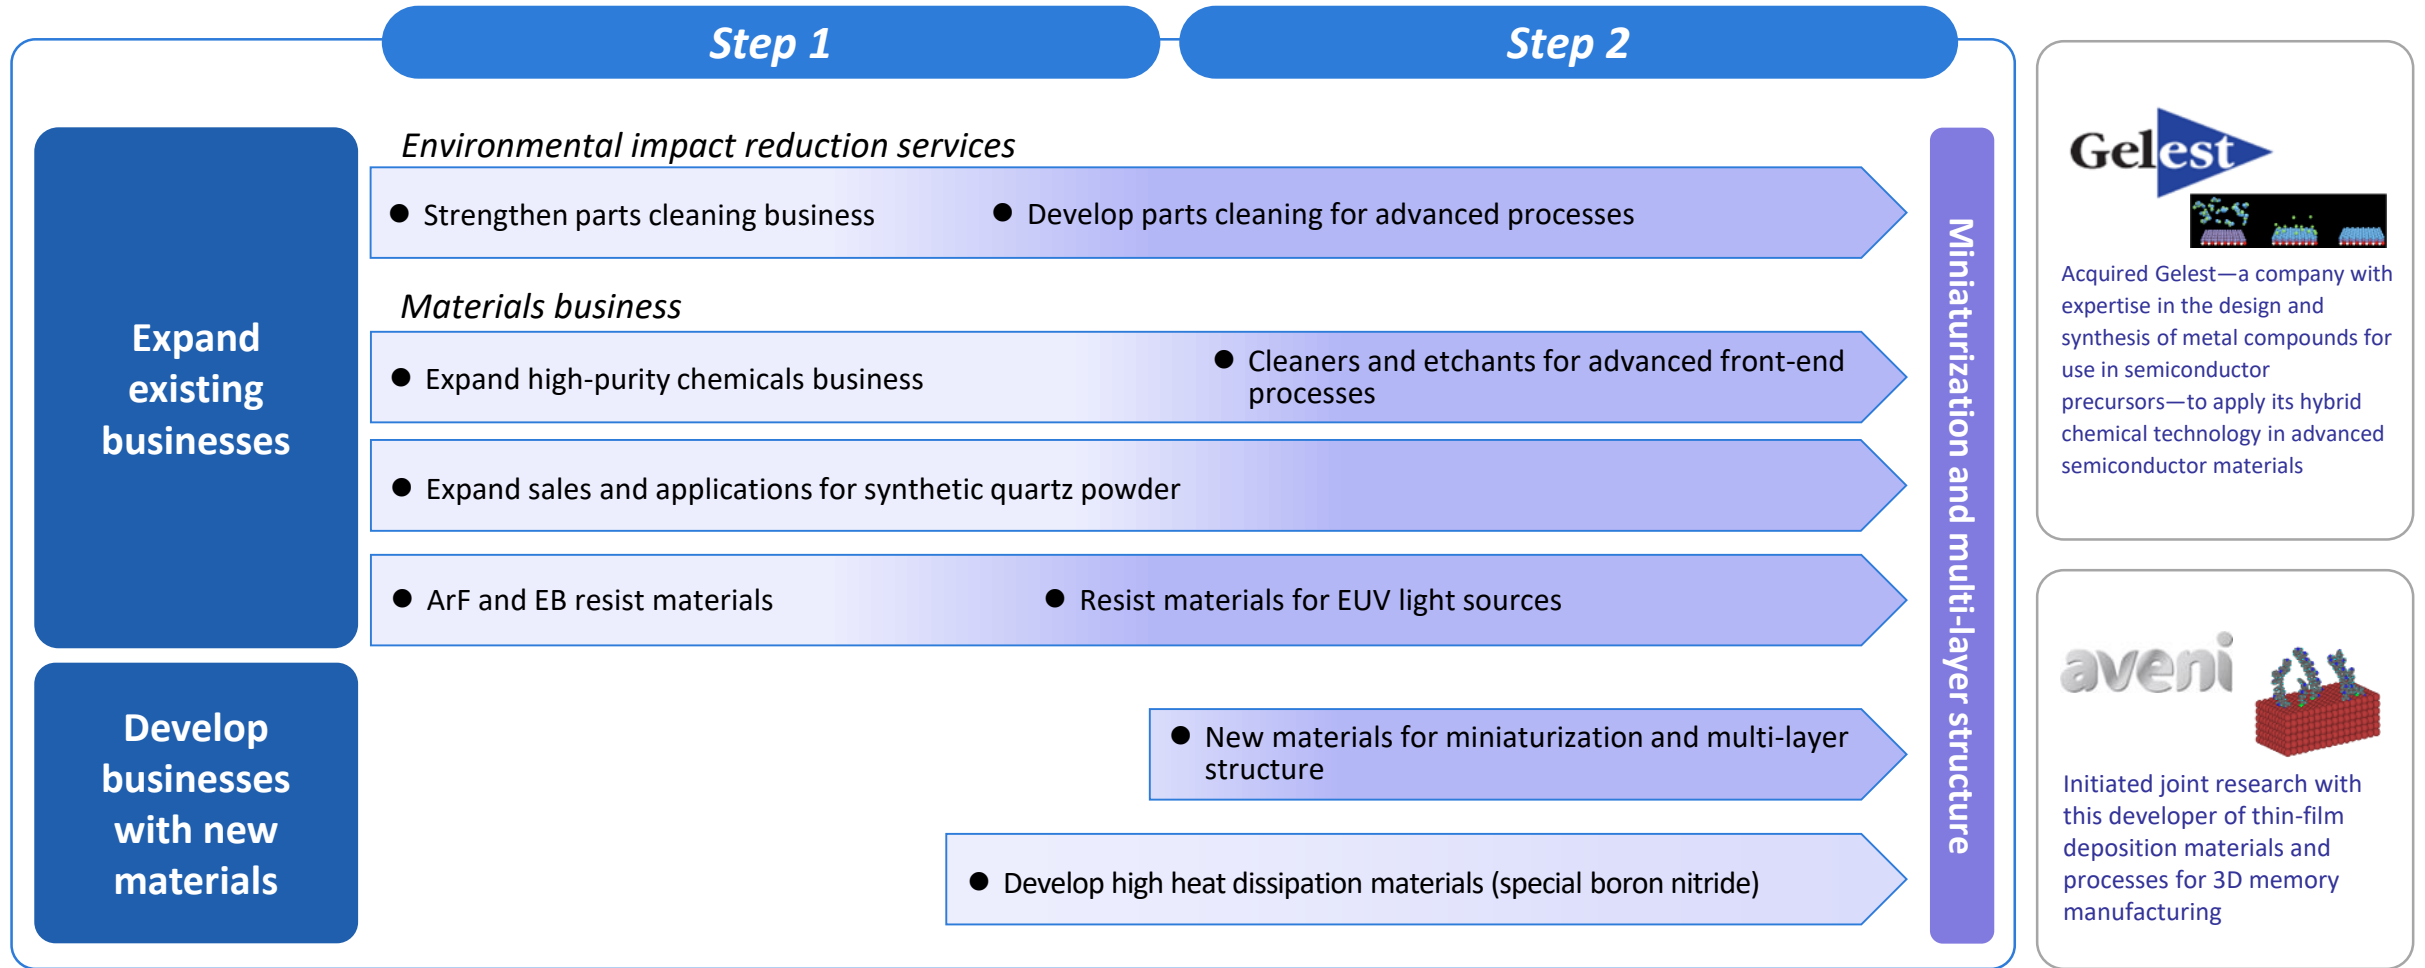 Step 1
Step 2
Expand
existing
businesses
Environmental impact reduction services
● Strengthen parts cleaning business
● Develop parts cleaning for advanced processes
Materials business
● Expand high-purity chemicals business
● Cleaners and etchants for advanced front-end
processes
● Expand sales and applications for synthetic quartz powder
● ArF and EB resist materials
● Resist materials for EUV light sources
Develop
businesses
with new
materials
● New materials for miniaturization and multi-layer
structure
● Develop high heat dissipation materials (special boron nitride)
Miniaturization and multi-layer structure
Gelest
Acquired Gelest—a company with
expertise in the design and
synthesis of metal compounds for
use in semiconductor
precursors—to apply its hybrid
chemical technology in advanced
semiconductor materials
aveni
Initiated joint research with
this developer of thin-film
deposition materials and
processes for 3D memory
manufacturing